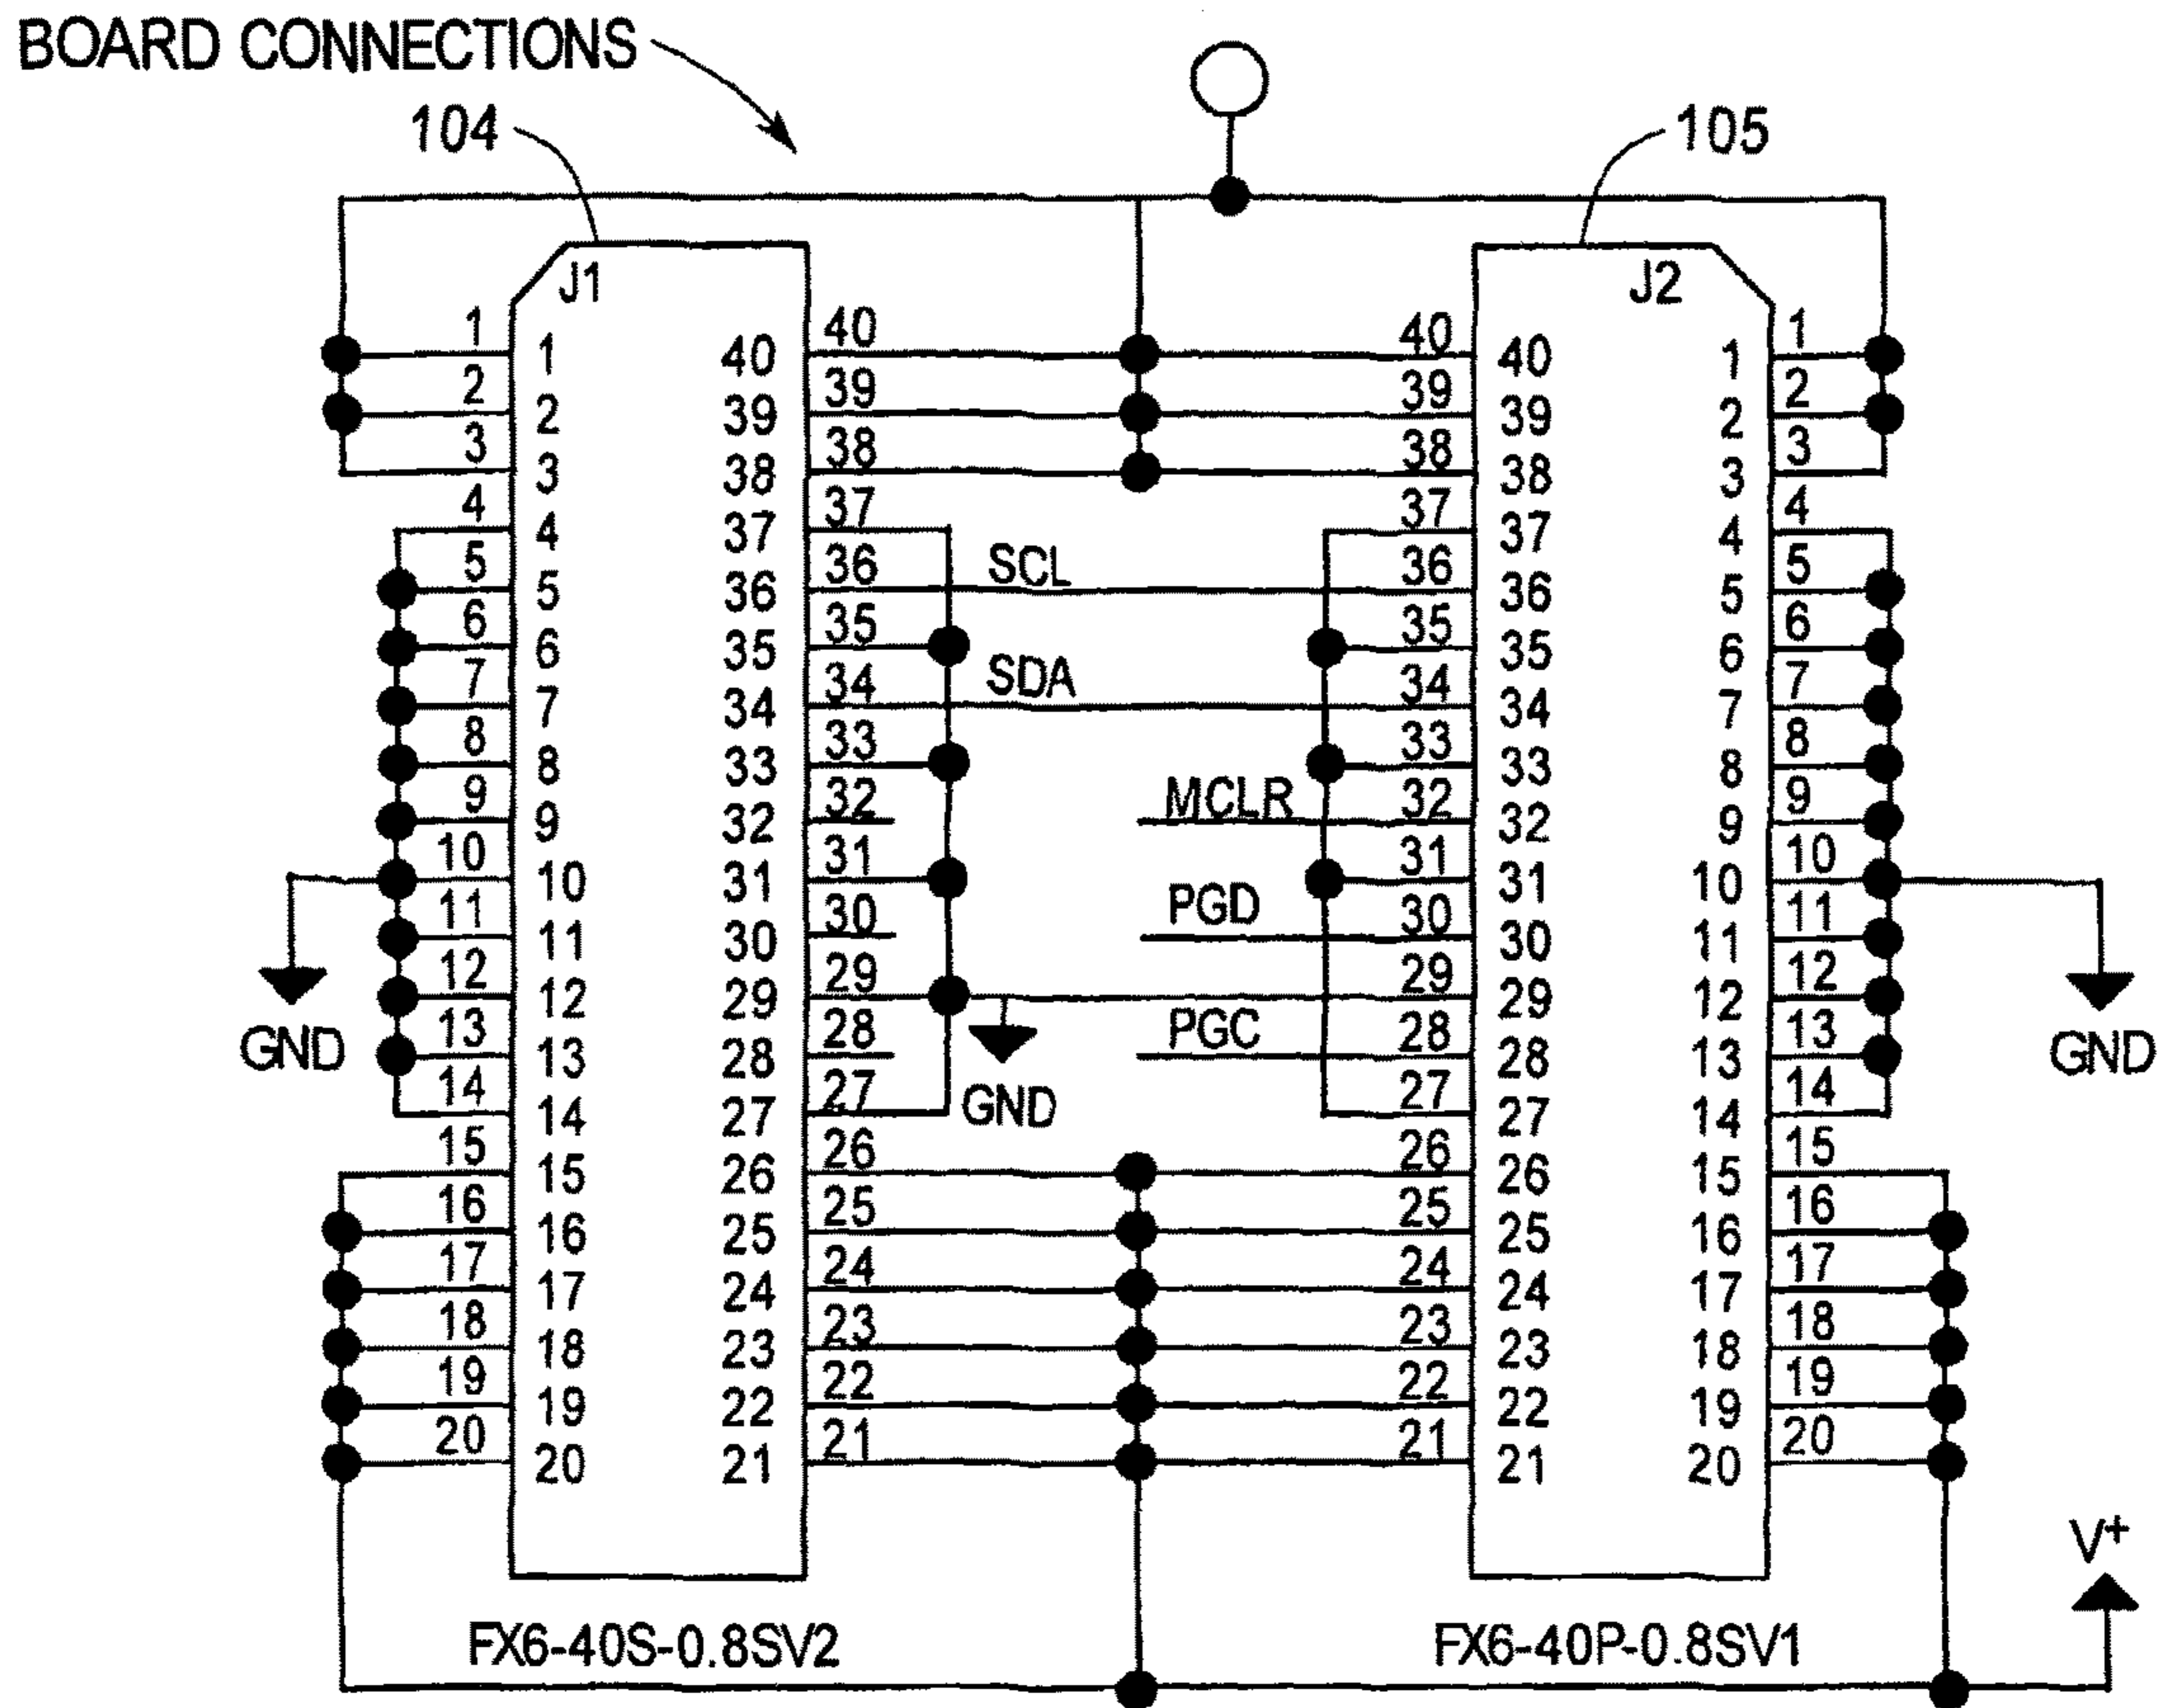 BOARD CONNECTIONS
104
105
J1
J2
1 1 40 40 40 40 1 1
2 2 39 39 39 39 2 2
3 3 38 38 38 38 3 3
4 4 37 37 37 37 4 4
5 5 36 36 SCL 36 36 5 5
6 6 35 35 35 35 6 6
7 7 34 34 SDA 34 34 7 7
8 8 33 33 33 33 8 8
9 9 32 32 MCLR 32 32 9 9
10 10 31 31 31 31 10 10
11 11 30 30 PGD 30 30 11 11
12 12 29 29 29 29 12 12
GND 13 13 28 28 PGC 28 28 13 13 GND
14 14 27 27 GND 27 27 14 14
15 15 26 26 26 26 15 15
16 16 25 25 25 25 16 16
17 17 24 24 24 24 17 17
18 18 23 23 23 23 18 18
19 19 22 22 22 22 19 19
20 20 21 21 21 21 20 20
V+
FX6-40S-0.8SV2
FX6-40P-0.8SV1